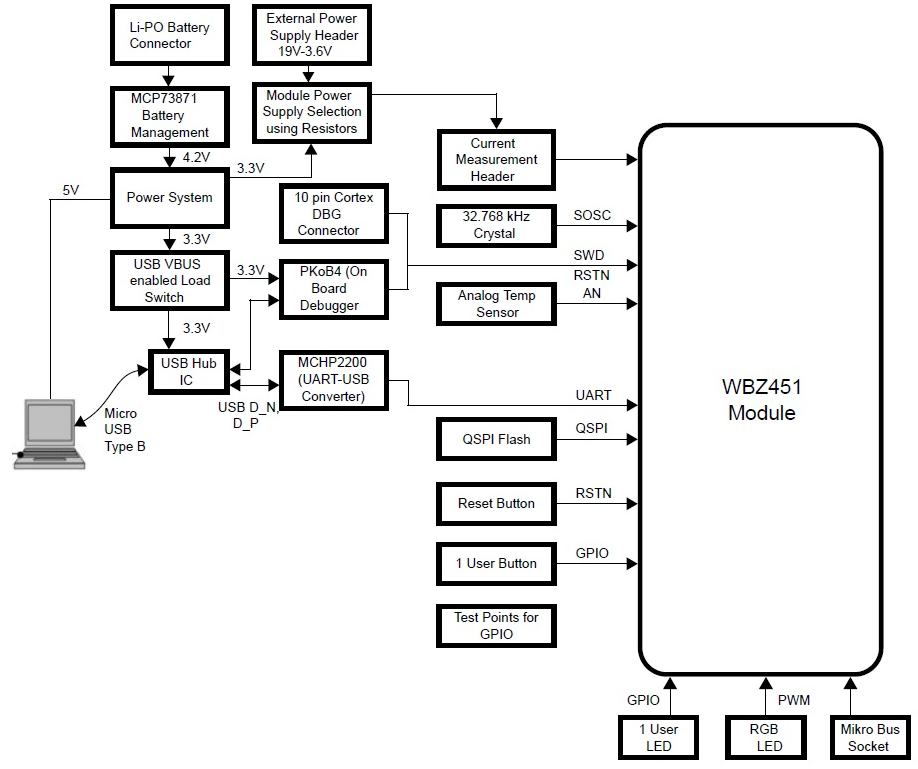 Li-PO Battery
Connector
External Power
Supply Header
19V-3.6V
MCP73871
Battery
Management
Module Power
Supply Selection
using Resistors
Current
Measurement
Header
4.2V
3.3V
5V
Power System
10 pin Cortex
DBG
Connector
32.768 kHz
Crystal
SOSC
3.3V
USB VBUS
enabled Load
Switch
3.3V
PKoB4 (On
Board
Debugger
SWD
RSTN
AN
Analog Temp
Sensor
3.3V
USB Hub
IC
MCHP2200
(UART-USB
Converter)
USB D_N,
D_P
UART
WBZ451
Module
Micro
USB
Type B
QSPI Flash
QSPI
Reset Button
RSTN
1 User Button
GPIO
Test Points for
GPIO
GPIO
PWM
1 User
LED
RGB
LED
Mikro Bus
Socket